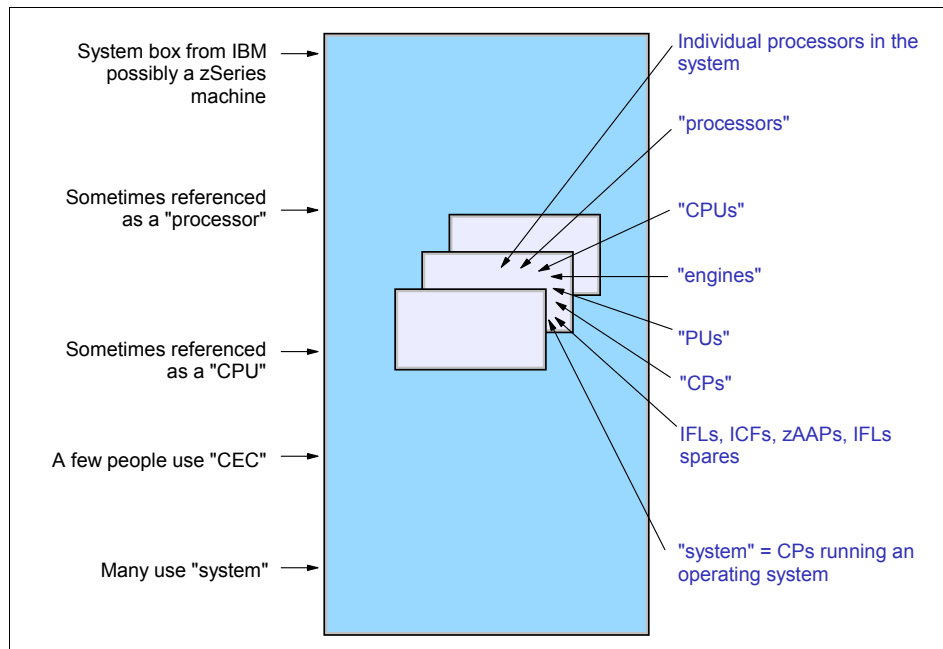 System box from IBM
possibly a zSeries
machine
Sometimes referenced
as a "processor"
Sometimes referenced
as a "CPU"
A few people use "CEC"
Many use "system"
Individual processors in the
system
"processors"
"CPUs"
"engines"
"PUs"
"CPs"
IFLs, ICFs, zAAPs, IFLs
spares
"system" = CPs running an
operating system